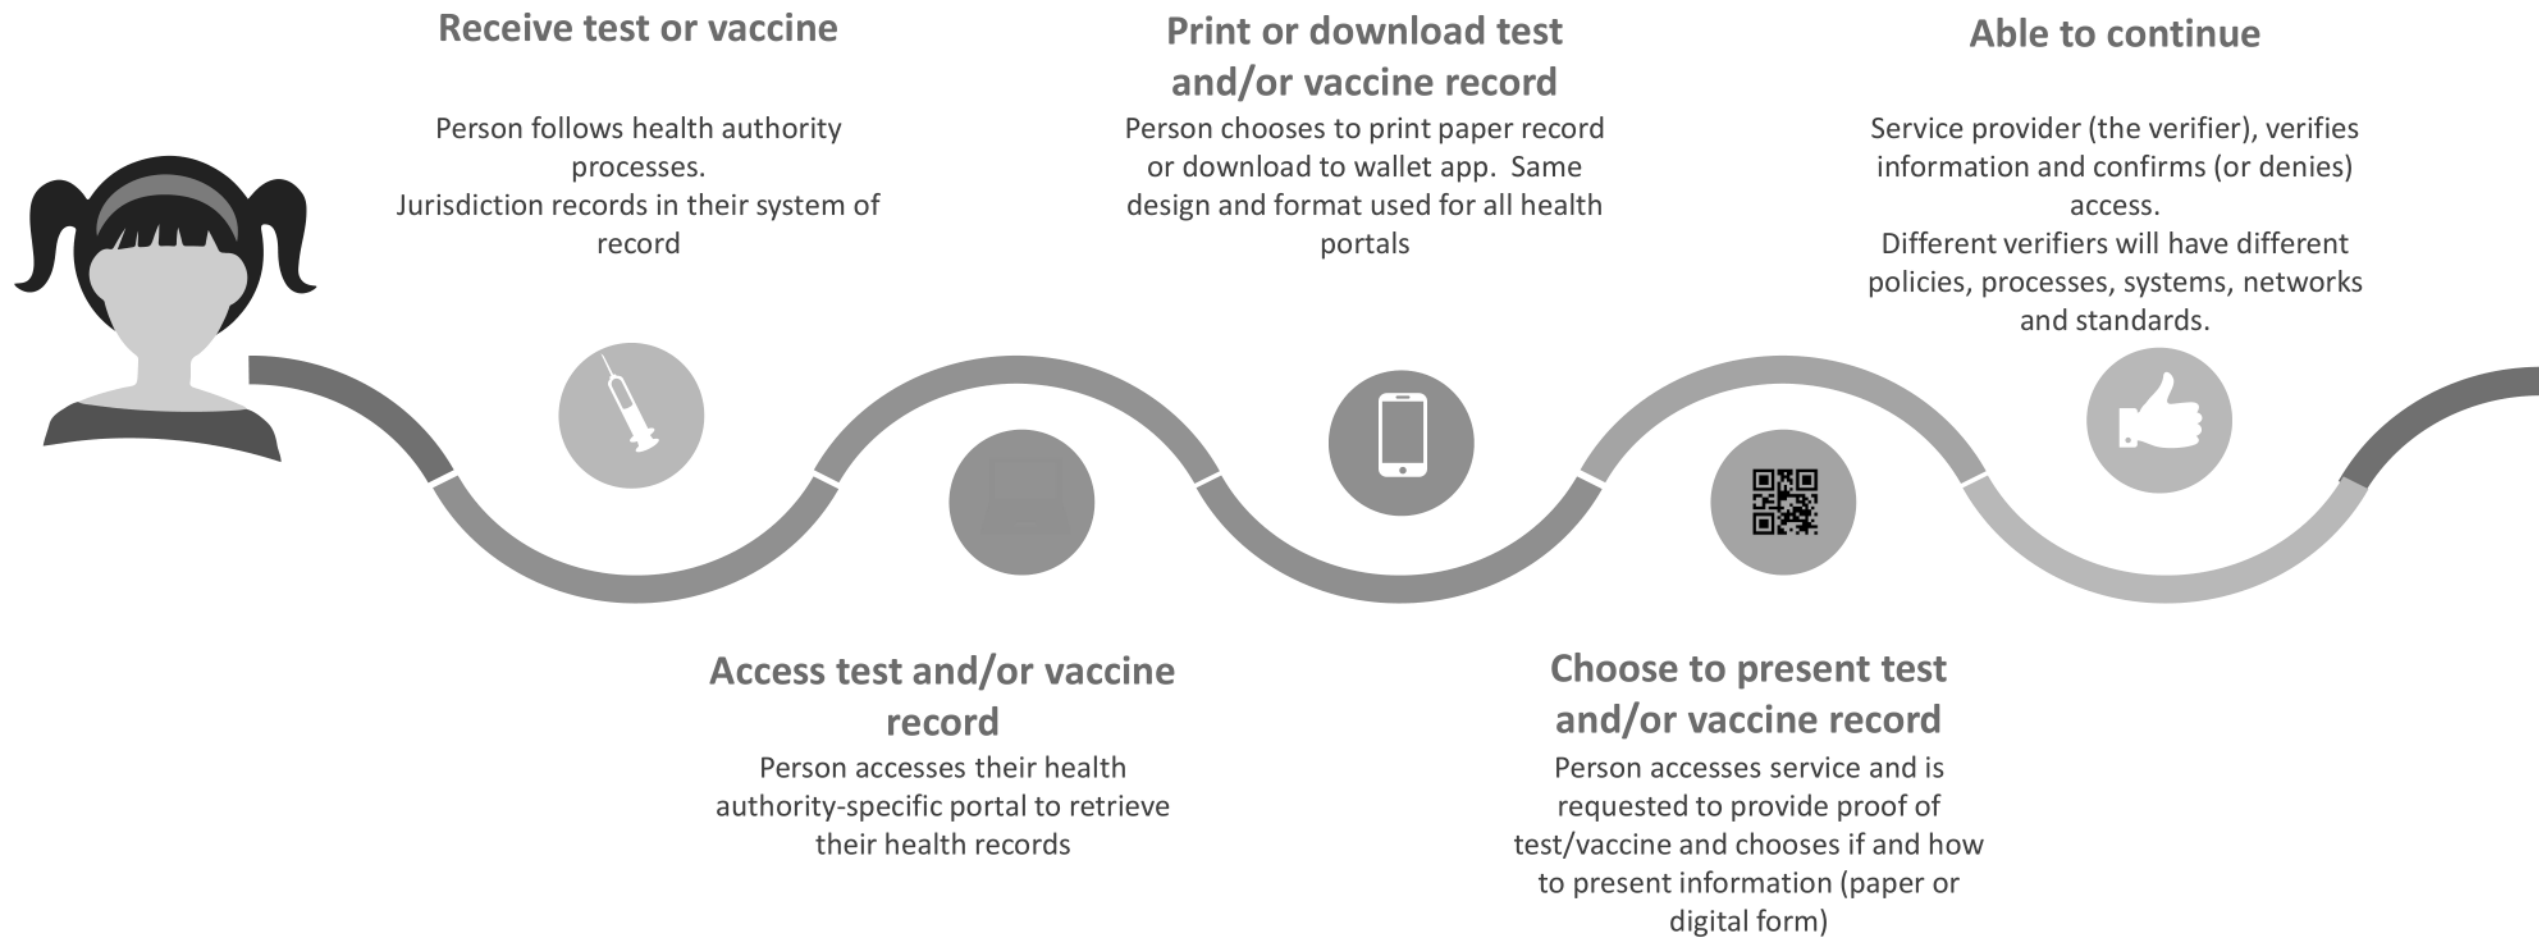 Receive test or vaccine
Person follows health authority
processes.
Jurisdiction records in their system of
record
Access test and/or vaccine
record
Person accesses their health
authority-specific portal to retrieve
their health records
Print or download test
and/or vaccine record
Person chooses to print paper record
or download to wallet app.  Same
design and format used for all health
portals
Choose to present test
and/or vaccine record
Person accesses service and is
requested to provide proof of
test/vaccine and chooses if and how
to present information (paper or
digital form)
Able to continue
Service provider (the verifier), verifies
information and confirms (or denies)
access.
Different verifiers will have different
policies, processes, systems, networks
and standards.